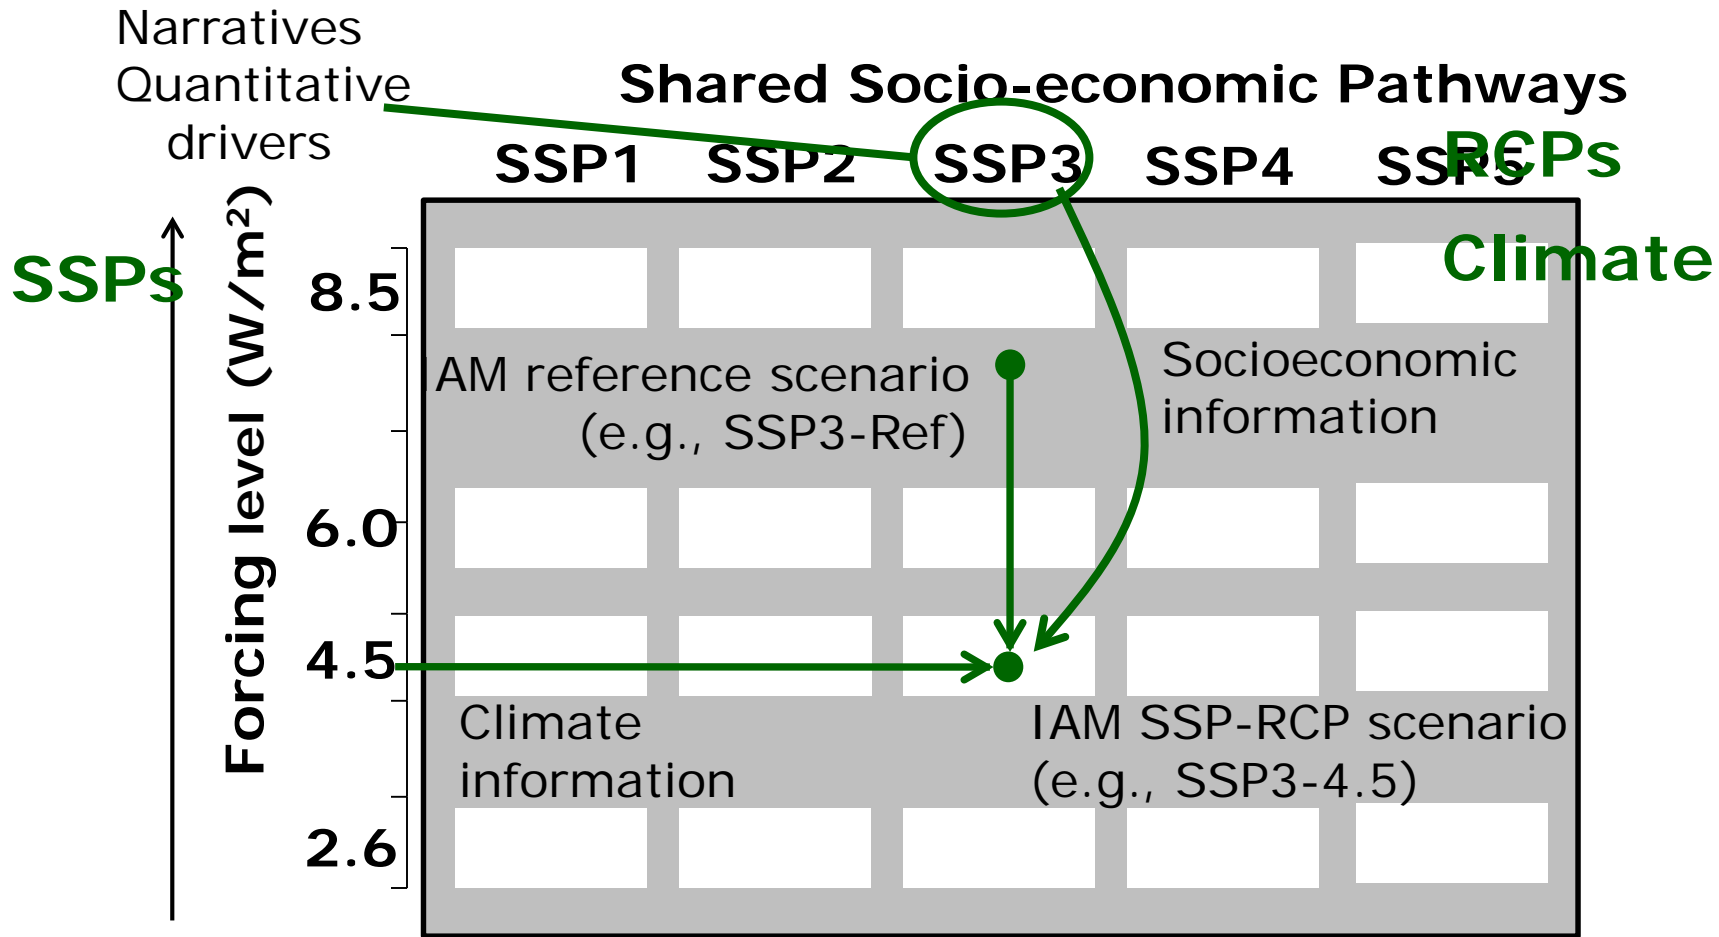 Narratives
Quantitative
drivers
Shared Socio-economic Pathways
SSP1 SSP2 SSP3 SSP4 SSP5
RCPs
Climate
SSPs
Forcing level (W/m²)
8.5
IAM reference scenario
(e.g., SSP3-Ref)
Socioeconomic
information
6.0
4.5
Climate
information
IAM SSP-RCP scenario
(e.g., SSP3-4.5)
2.6